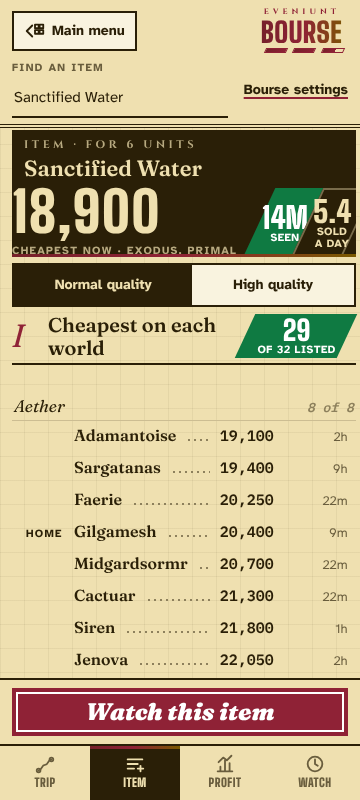 Main menu
EVENIUNT
BOURSE
FIND AN ITEM
Sanctified Water
Bourse settings
ITEM · FOR 6 UNITS
Sanctified Water
18,900
CHEAPEST NOW · EXODUS, PRIMAL
14M
SEEN
5.4
SOLD
A DAY
Normal quality
High quality
I
Cheapest on each
world
29
OF 32 LISTED
Aether
8 of 8
Adamantoise .... 19,100 2h
Sargatanas ...... 19,400 9h
Faerie ............ 20,250 22m
HOME Gilgamesh ...... 20,400 9m
Midgardsormr .. 20,700 22m
Cactuar .......... 21,300 22m
Siren ............. 21,800 1h
Jenova ........... 22,050 2h
Watch this item
TRIP
ITEM
PROFIT
WATCH